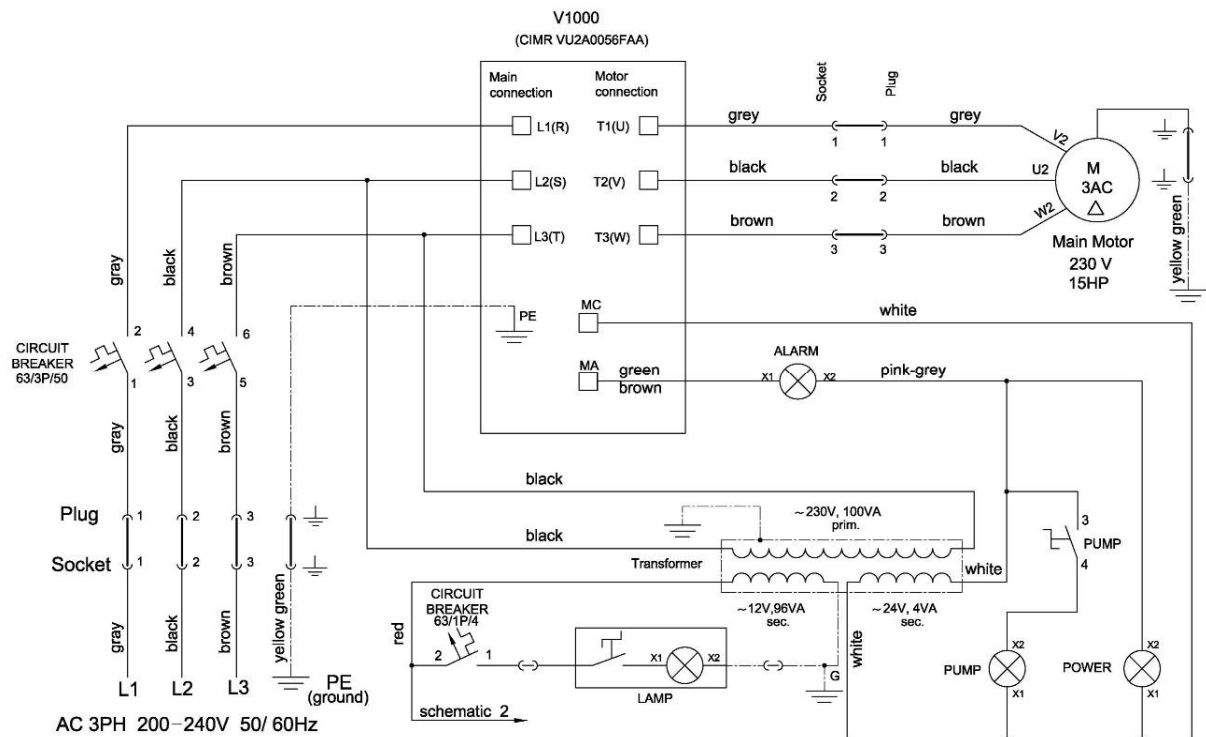 V1000
(CIMR VU2A0056FAA)
Main
connection
Motor
connection
Socket
Plug
L1(R)
T1(U)
grey
1
1
grey
V2
L2(S)
T2(V)
black
2
2
black
U2
M
3AC
L3(T)
T3(W)
brown
3
3
brown
W2
Main Motor
230 V
15HP
yellow green
gray
black
brown
PE
MC
white
2
4
6
CIRCUIT
BREAKER
63/3P/50
1
3
5
MA
green
brown
ALARM
X1
X2
pink-grey
gray
black
brown
black
Plug
1
2
3
~230V, 100VA
prim.
3
PUMP
4
black
Socket
1
2
3
Transformer
white
~12V,96VA
sec.
~24V, 4VA
sec.
gray
black
brown
yellow green
red
CIRCUIT
BREAKER
63/1P/4
2
1
X1
X2
LAMP
G
white
PUMP
X2
X1
POWER
X2
X1
L1
L2
L3
PE
(ground)
schematic 2
AC 3PH 200-240V 50/ 60Hz